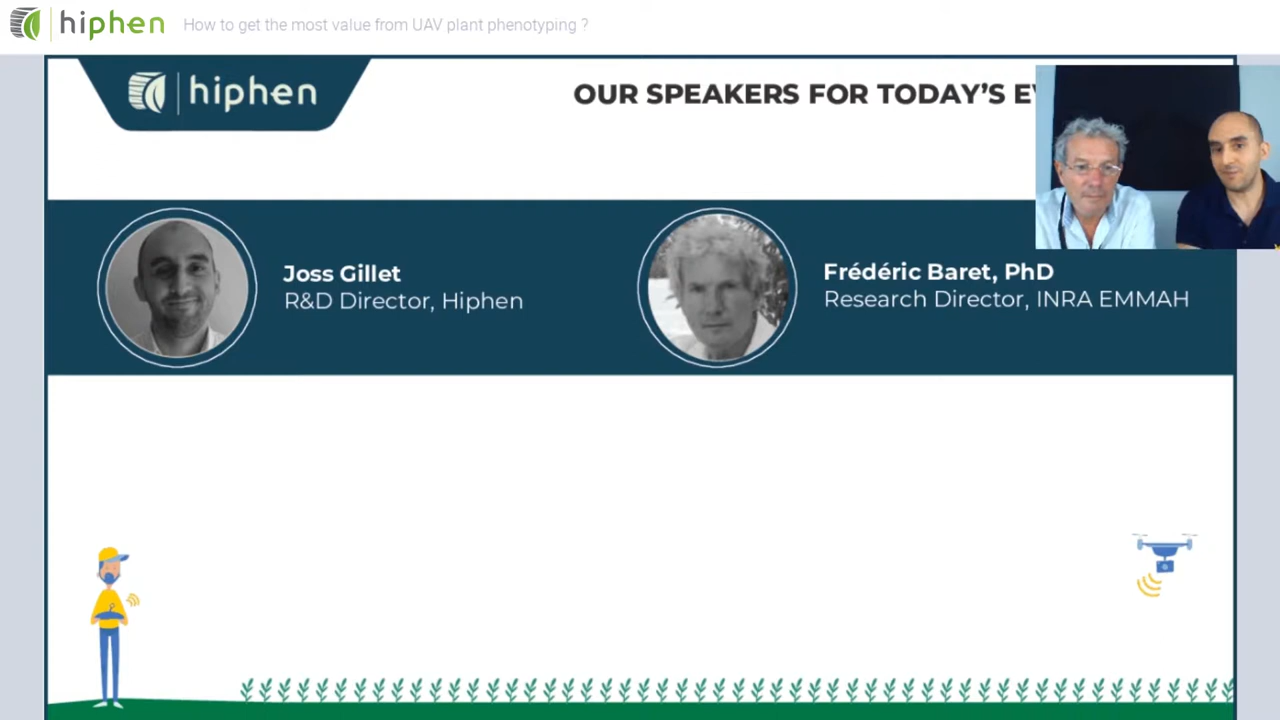 hiphen How to get the most value from UAV plant phenotyping ?
hiphen
OUR SPEAKERS FOR TODAY'S
Joss Gillet
R&D Director, Hiphen
Frédéric Baret, PhD
Research Director, INRA EMMAH